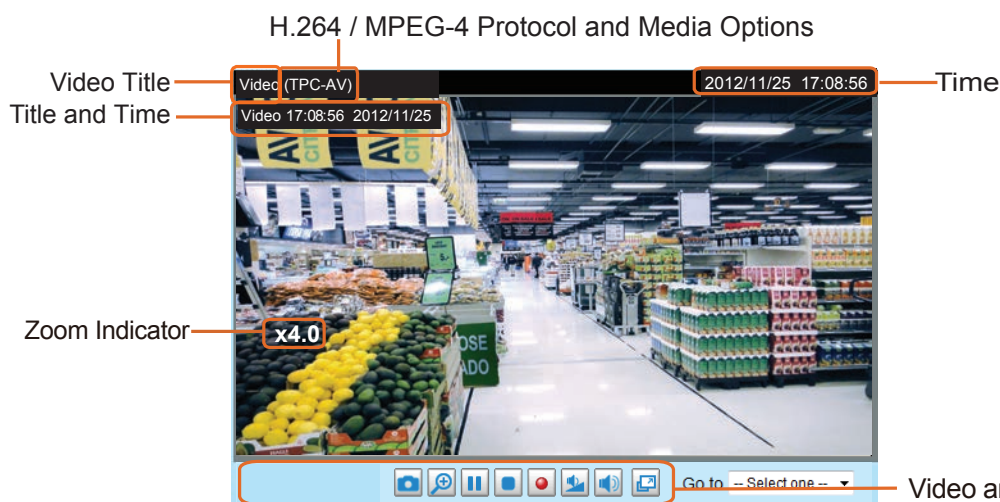 H.264 / MPEG-4 Protocol and Media Options
Video Title
Video (TPC-AV)
2012/11/25 17:08:56
Time
Title and Time
Video 17:08:56 2012/11/25
Zoom Indicator
x4.0
Go to
-- Select one --
Video an